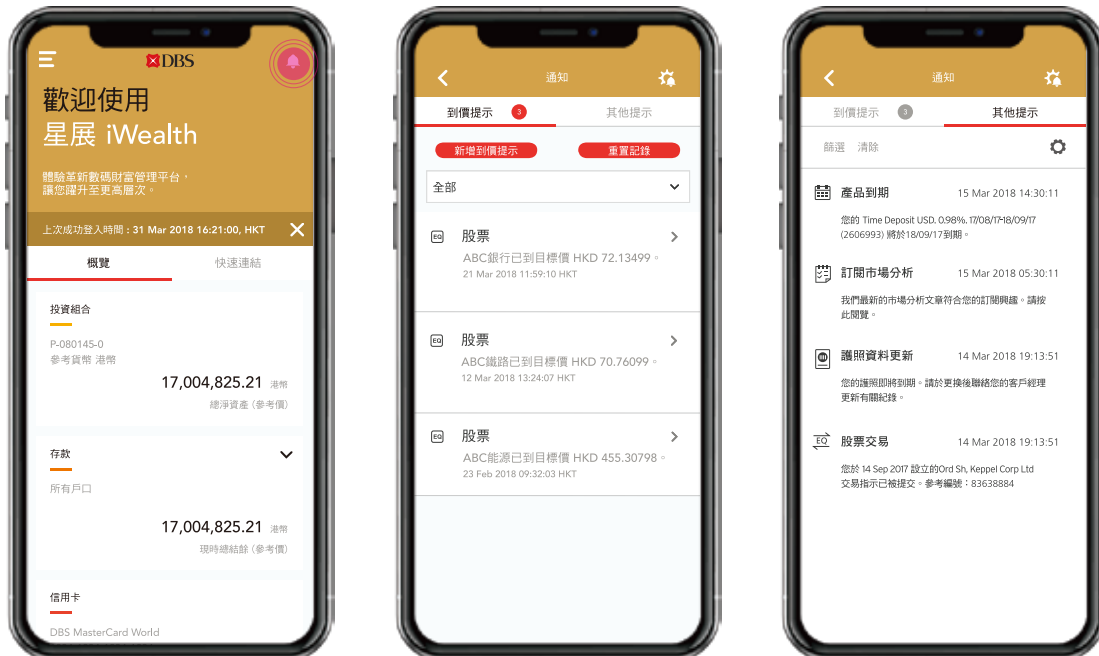 DBS
歡迎使用
星展 iWealth
體驗革新數碼財富管理平台，
讓您躍升至更高層次。
上次成功登入時間 : 31 Mar 2018 16:21:00, HKT
概覽 快速連結
投資組合
P-080145-0
參考貨幣 港幣
17,004,825.21 港幣
總淨資產 (參考價)
存款
所有戶口
17,004,825.21 港幣
現時總結餘 (參考價)
信用卡
DBS MasterCard World
通知
到價提示 3 其他提示
新增到價提示 重置記錄
全部
EQ 股票
ABC銀行已到目標價 HKD 72.13499。
21 Mar 2018 11:59:10 HKT
EQ 股票
ABC鐵路已到目標價 HKD 70.76099。
12 Mar 2018 13:24:07 HKT
EQ 股票
ABC能源已到目標價 HKD 455.30798。
23 Feb 2018 09:32:03 HKT
通知
到價提示 3 其他提示
篩選 清除
產品到期 15 Mar 2018 14:30:11
您的 Time Deposit USD. 0.98%. 17/08/17-18/09/17
(2606993) 將於18/09/17到期。
訂閱市場分析 15 Mar 2018 05:30:11
我們最新的市場分析文章符合您的訂閱興趣。請按
此閱覽。
護照資料更新 14 Mar 2018 19:13:51
您的護照即將到期。請於更換後聯絡您的客戶經理
更新有關紀錄。
EQ 股票交易 14 Mar 2018 19:13:51
您於 14 Sep 2017 設立的Ord Sh, Keppel Corp Ltd
交易指示已被提交。參考編號：83638884